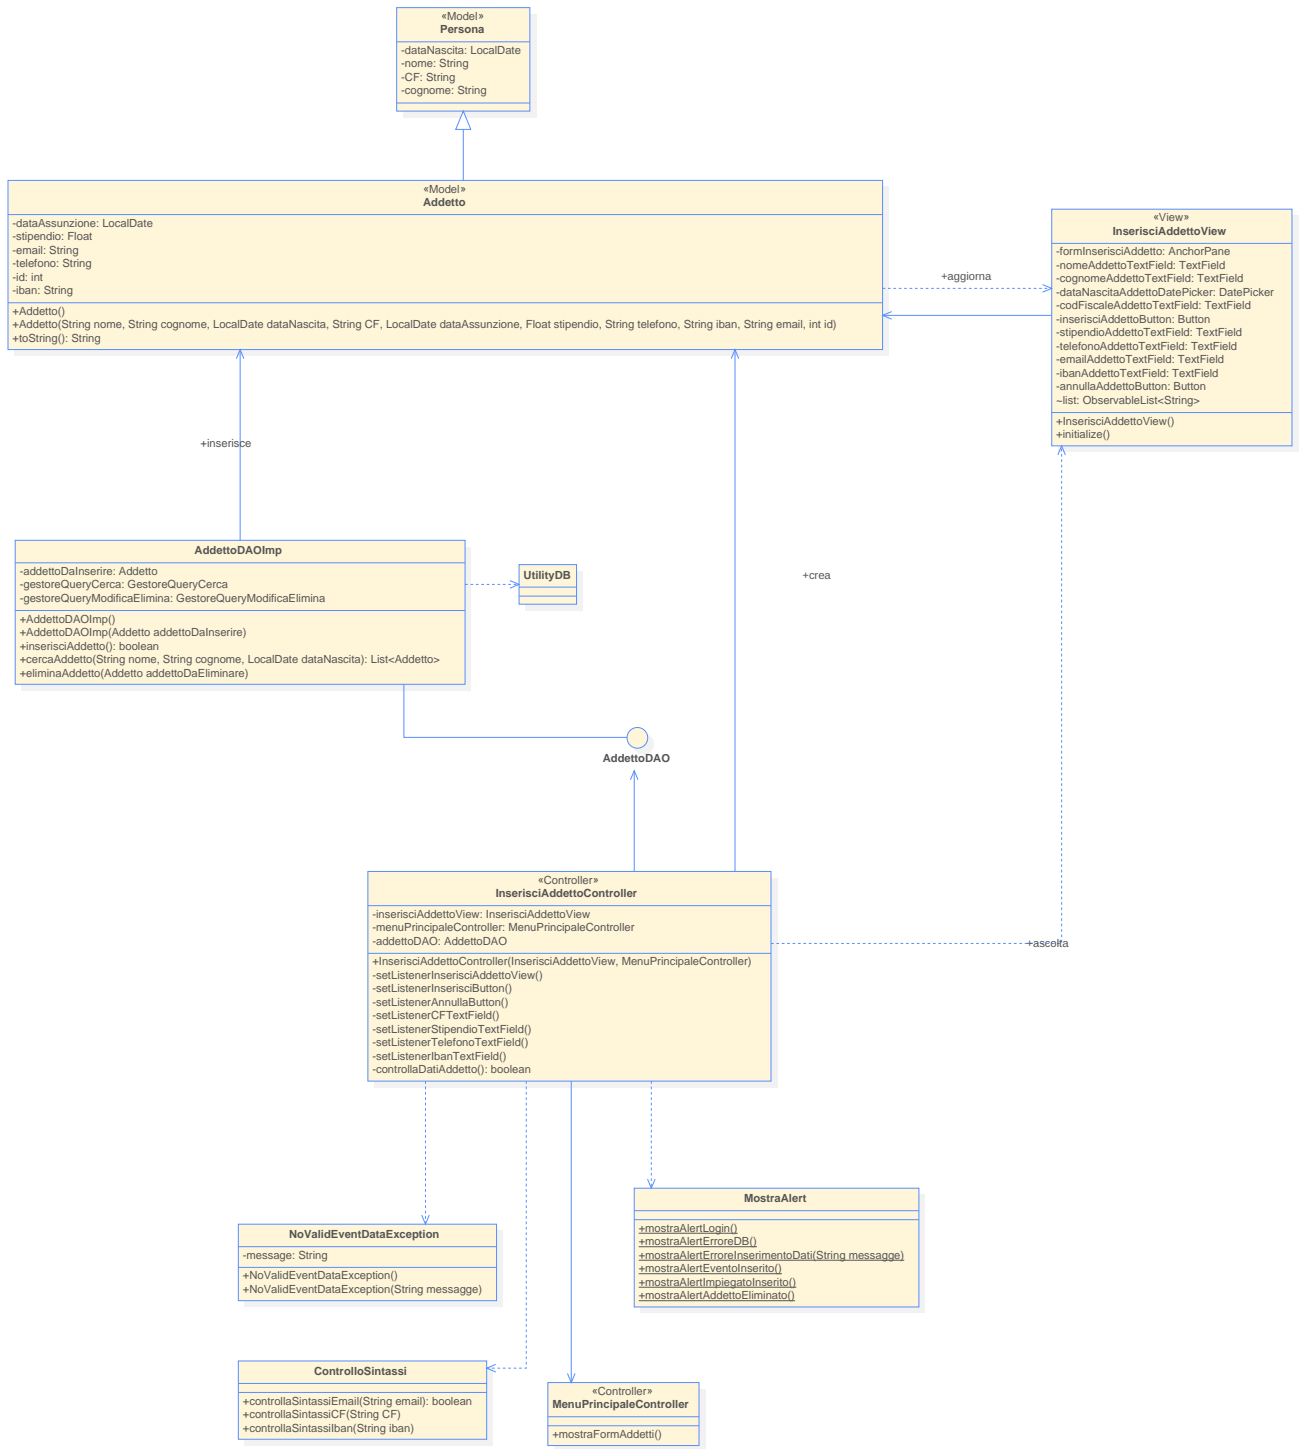 «Model»
Persona
-dataNascita: LocalDate
-nome: String
-CF: String
-cognome: String
«Model»
Addetto
-dataAssunzione: LocalDate
-stipendio: Float
-email: String
-telefono: String
-id: int
-iban: String
+Addetto()
+Addetto(String nome, String cognome, LocalDate dataNascita, String CF, LocalDate dataAssunzione, Float stipendio, String telefono, String iban, String email, int id)
+toString(): String
+aggiorna
«View»
InserisciAddettoView
-formInserisciAddetto: AnchorPane
-nomeAddettoTextField: TextField
-cognomeAddettoTextField: TextField
-dataNascitaAddettoDatePicker: DatePicker
-codFiscaleAddettoTextField: TextField
-inserisciAddettoButton: Button
-stipendioAddettoTextField: TextField
-telefonoAddettoTextField: TextField
-emailAddettoTextField: TextField
-ibanAddettoTextField: TextField
-annullaAddettoButton: Button
~list: ObservableList<String>
+InserisciAddettoView()
+initialize()
+inserisce
AddettoDAOImp
-addettoDaInserire: Addetto
-gestoreQueryCerca: GestoreQueryCerca
-gestoreQueryModificaElimina: GestoreQueryModificaElimina
+AddettoDAOImp()
+AddettoDAOImp(Addetto addettoDaInserire)
+inserisciAddetto(): boolean
+cercaAddetto(String nome, String cognome, LocalDate dataNascita): List<Addetto>
+eliminaAddetto(Addetto addettoDaEliminare)
UtilityDB
+crea
AddettoDAO
«Controller»
InserisciAddettoController
-inserisciAddettoView: InserisciAddettoView
-menuPrincipaleController: MenuPrincipaleController
-addettoDAO: AddettoDAO
+InserisciAddettoController(InserisciAddettoView, MenuPrincipaleController)
-setListenerInserisciAddettoView()
-setListenerInserisciButton()
-setListenerAnnullaButton()
-setListenerCFTextField()
-setListenerStipendioTextField()
-setListenerTelefonoTextField()
-setListenerIbanTextField()
-controllaDatiAddetto(): boolean
+ascolta
MostraAlert
+mostraAlertLogin()
+mostraAlertErroreDB()
+mostraAlertErroreInserimentoDati(String messagge)
+mostraAlertEventoInserito()
+mostraAlertImpiegatoInserito()
+mostraAlertAddettoEliminato()
NoValidEventDataException
-message: String
+NoValidEventDataException()
+NoValidEventDataException(String messagge)
ControlloSintassi
+controllaSintassiEmail(String email): boolean
+controllaSintassiCF(String CF)
+controllaSintassiIban(String iban)
«Controller»
MenuPrincipaleController
+mostraFormAddetti()